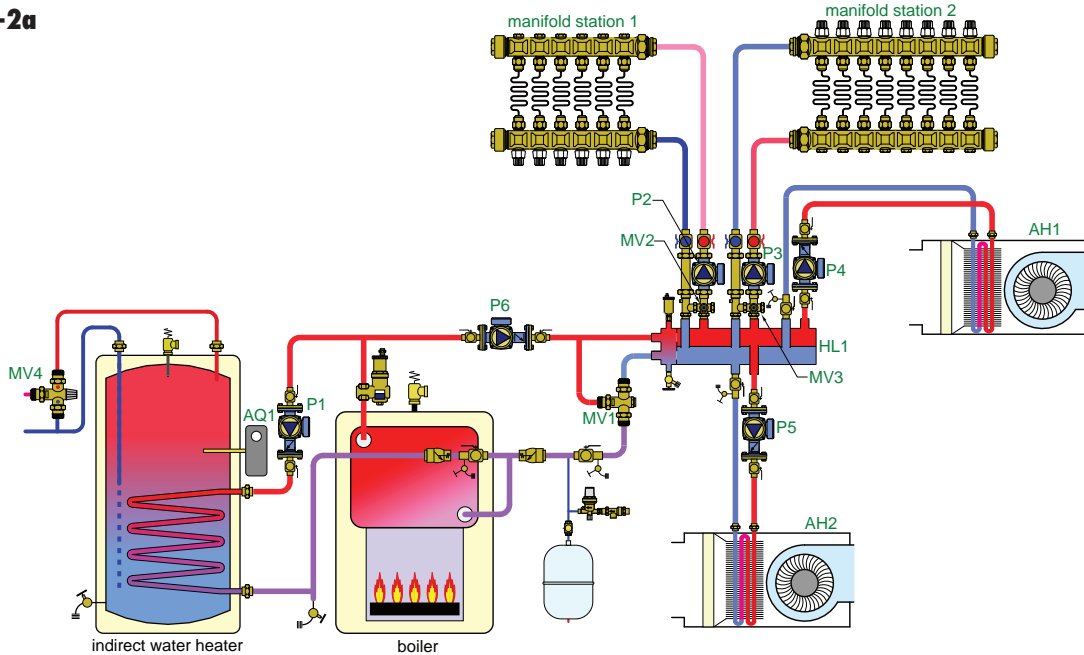 -2a
manifold station 1
manifold station 2
P2
MV2
P3
P4
AH1
P6
HL1
MV3
MV4
AQ1
P1
MV1
P5
AH2
indirect water heater
boiler